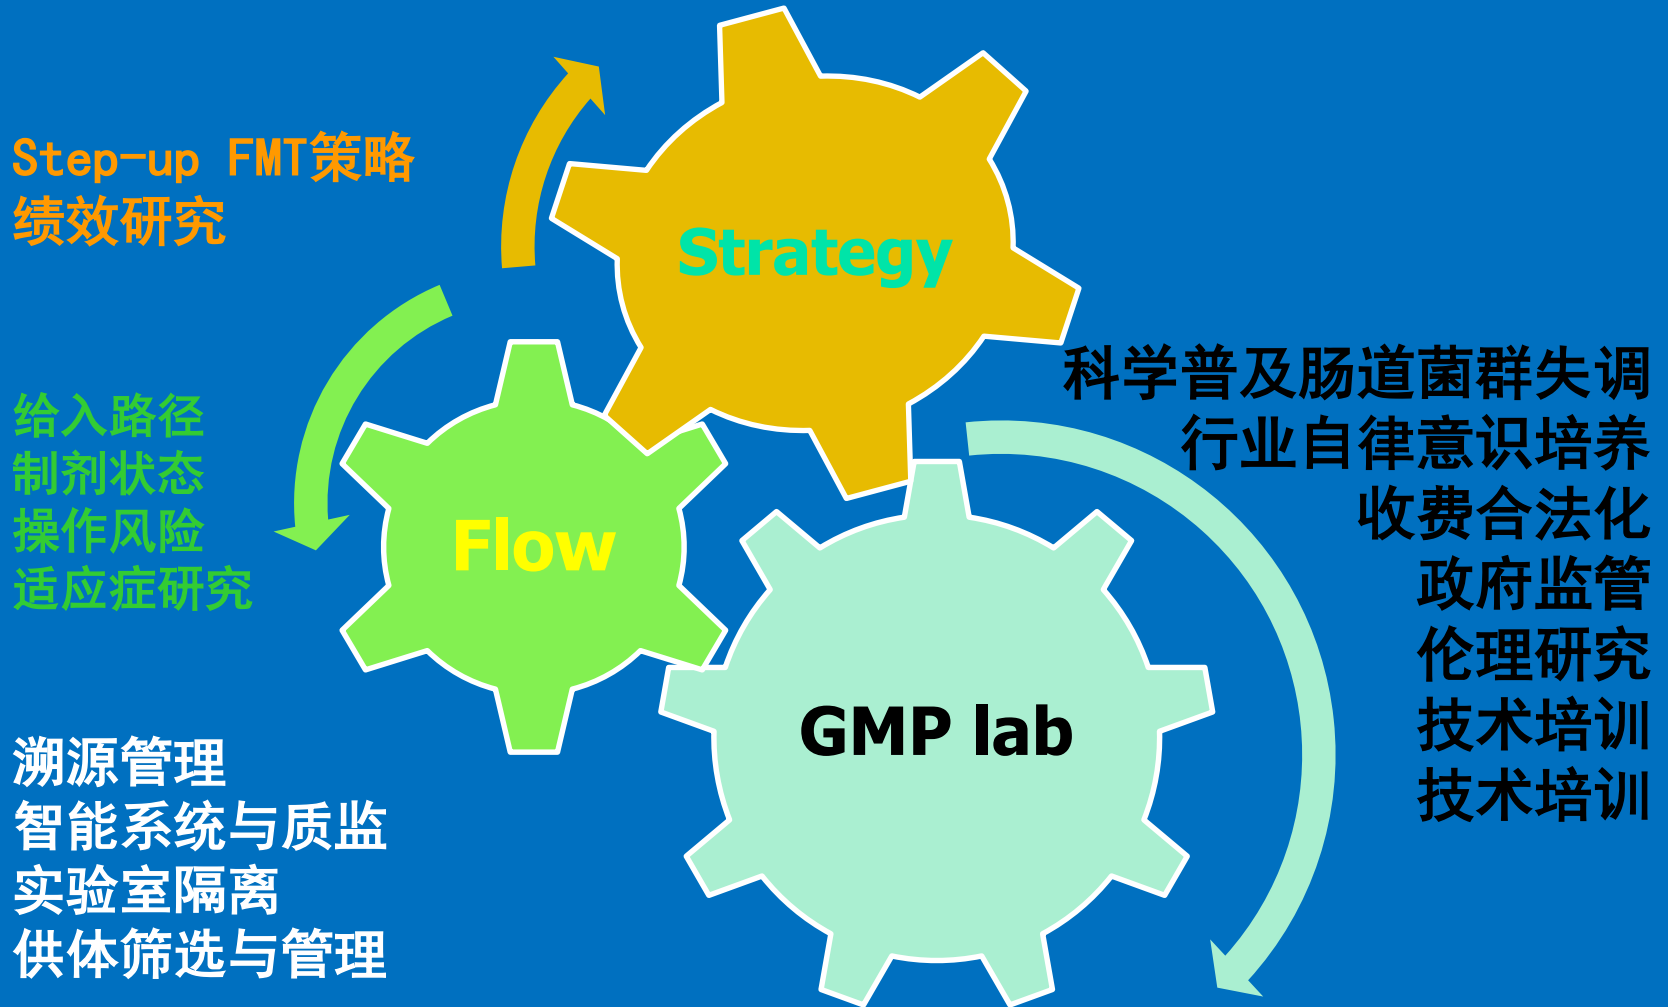 Step-up FMT策略
绩效研究
Strategy
给入路径
制剂状态
操作风险
适应症研究
Flow
科学普及肠道菌群失调
行业自律意识培养
收费合法化
政府监管
伦理研究
技术培训
技术培训
GMP lab
溯源管理
智能系统与质监
实验室隔离
供体筛选与管理